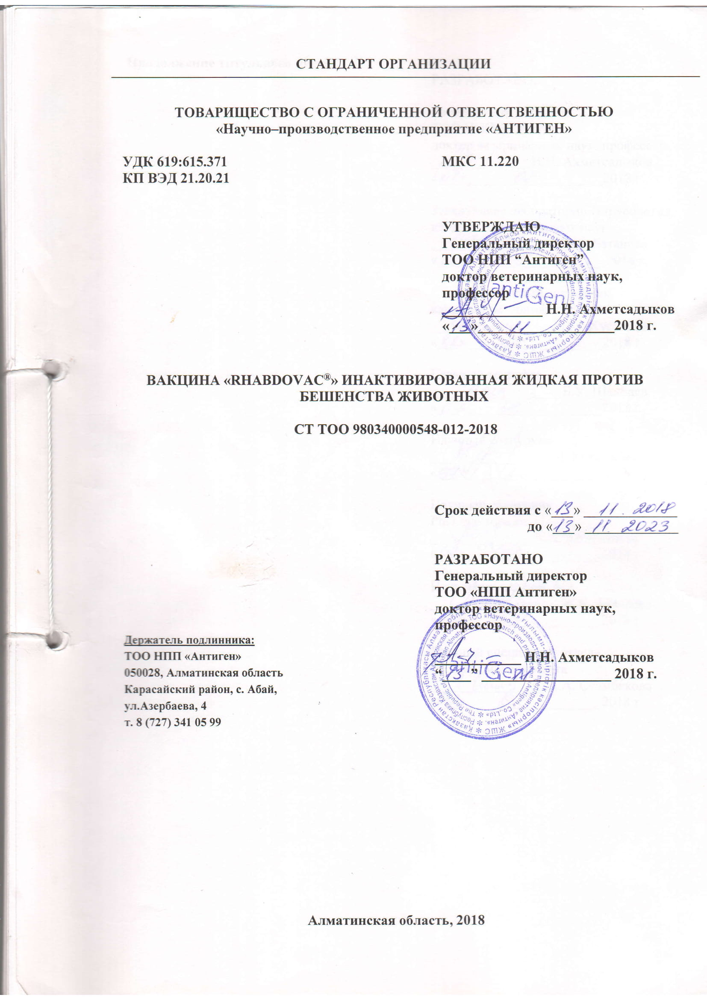 СТАНДАРТ ОРГАНИЗАЦИИ
ТОВАРИЩЕСТВО С ОГРАНИЧЕННОЙ ОТВЕТСТВЕННОСТЬЮ
«Научно–производственное предприятие «АНТИГЕН»
УДК 619:615.371
МКС 11.220
КП ВЭД 21.20.21
УТВЕРЖДАЮ
Генеральный директор
ТОО НПП “Антиген”
доктор ветеринарных наук,
профессор
antiGen
Н.Н. Ахметсадыков
«13» 11 2018 г.
ВАКЦИНА «RHABDOVAC®» ИНАКТИВИРОВАННАЯ ЖИДКАЯ ПРОТИВ
БЕШЕНСТВА ЖИВОТНЫХ
СТ ТОО 980340000548-012-2018
Срок действия с «13» 11. 2018
до «13» 11. 2023
РАЗРАБОТАНО
Генеральный директор
ТОО «НПП Антиген»
доктор ветеринарных наук,
профессор
Н.Н. Ахметсадыков
antiGen
“13” 11 2018 г.
Держатель подлинника:
ТОО НПП «Антиген»
050028, Алматинская область
Карасайский район, с. Абай,
ул.Азербаева, 4
т. 8 (727) 341 05 99
Алматинская область, 2018